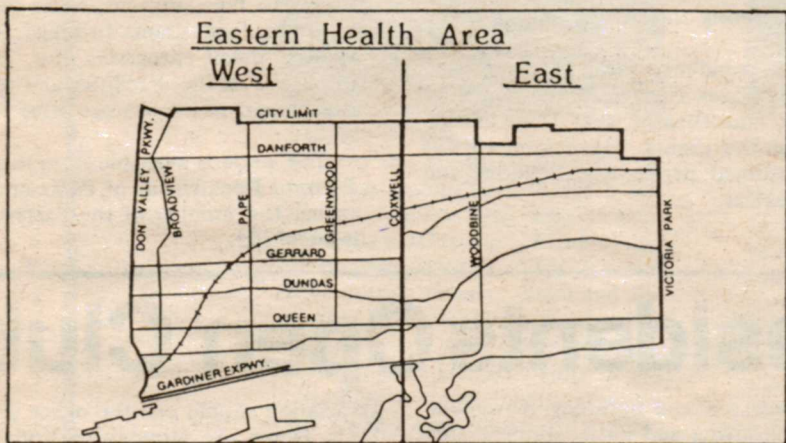 Eastern Health Area
West
East
CITY LIMIT
DANFORTH
DON VALLEY PKWY.
BROADVIEW
PAPE
GREENWOOD
COXWELL
WOODBINE
VICTORIA PARK
GERRARD
DUNDAS
QUEEN
GARDINER EXPWY.